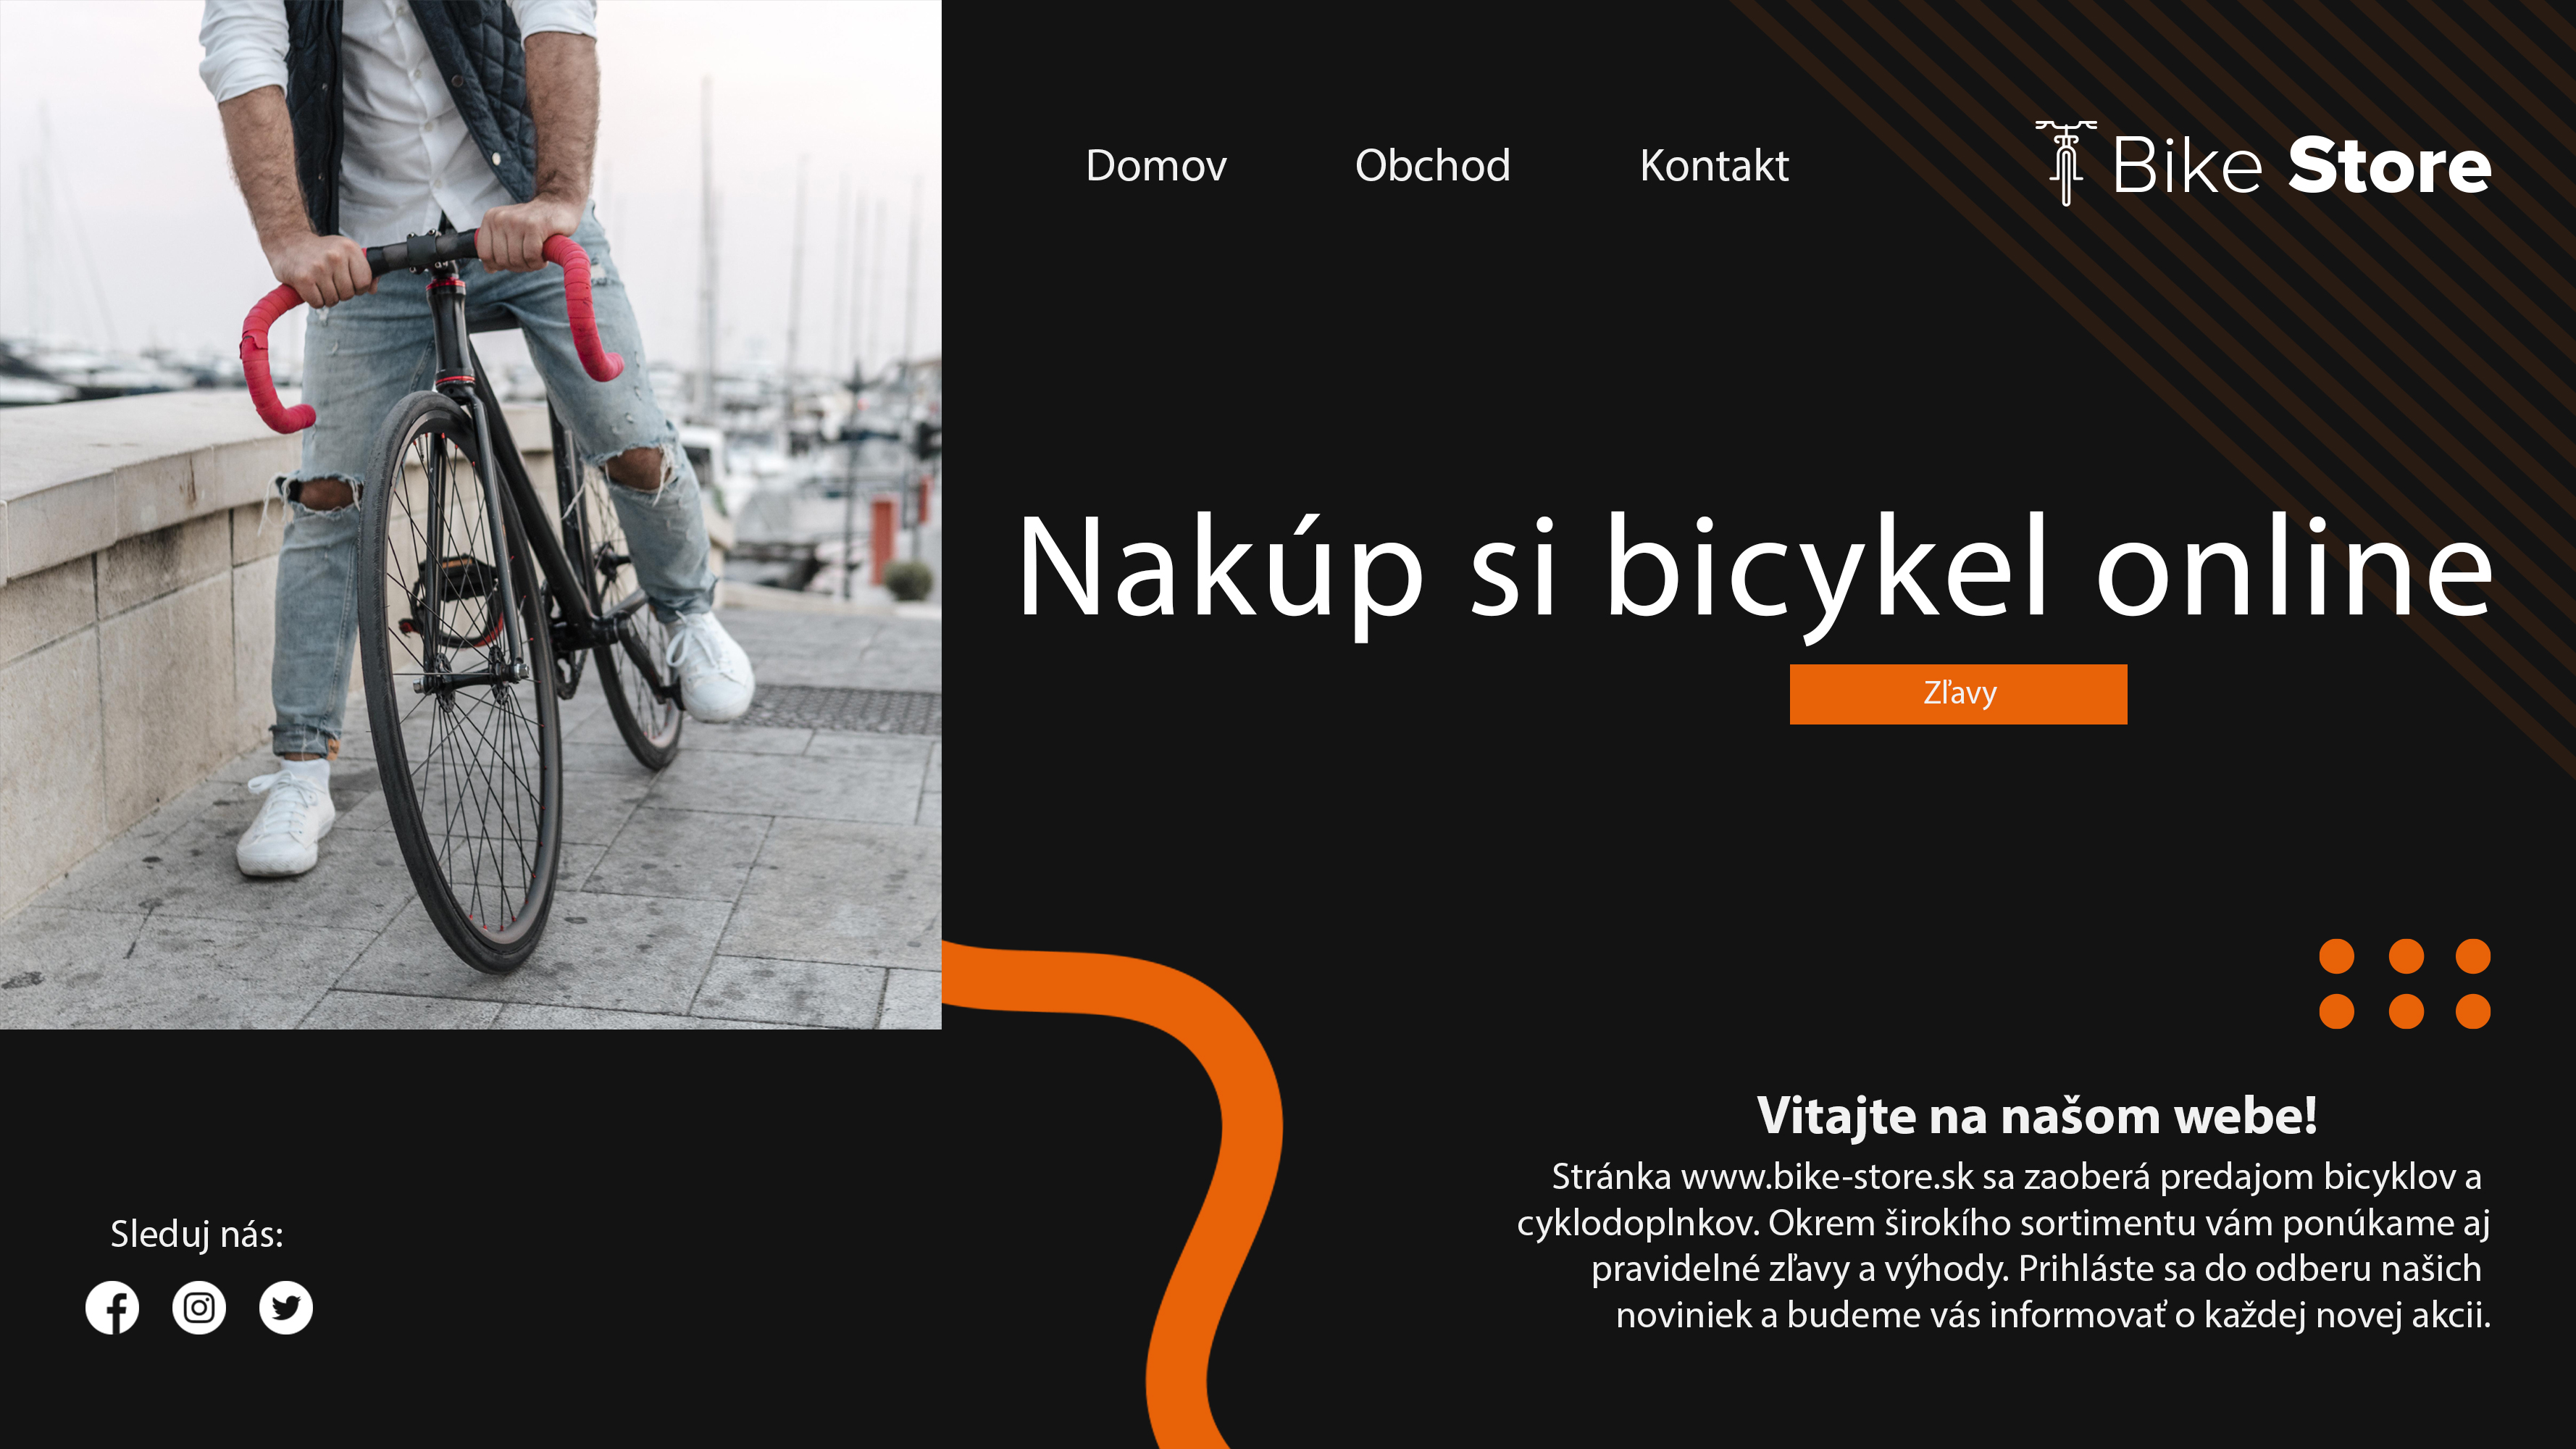 Domov
Obchod
Kontakt
Bike Store
Nakúp si bicykel online
Zľavy
Vitajte na našom webe!
Stránka www.bike-store.sk sa zaoberá predajom bicyklov a
cyklodoplnkov. Okrem širokího sortimentu vám ponúkame aj
pravidelné zľavy a výhody. Prihláste sa do odberu našich
noviniek a budeme vás informovať o každej novej akcii.
Sleduj nás: